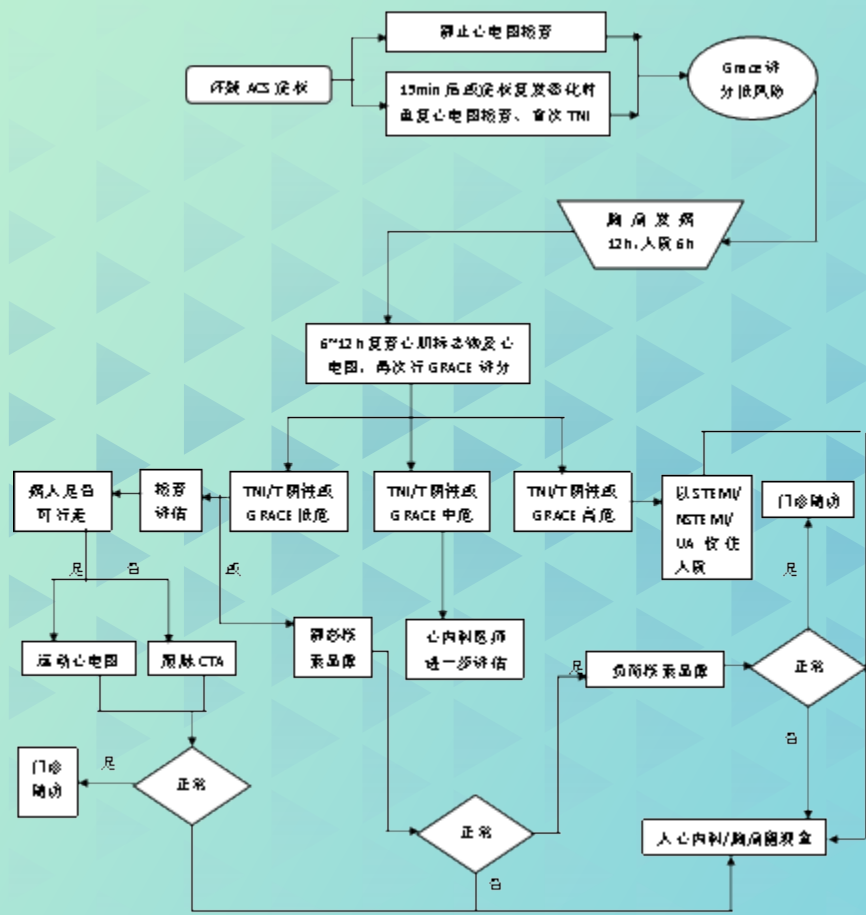 静止心电图检查
怀疑 ACS 症状
15min 后或症状复发恶化时
重复心电图检查、首次 TNI
Grace 评
分低风险
胸痛发病
12h,入院 6h
6~12h 复查心肌标志物及心
电图，再次行 GRACE 评分
病人是否
可行走
检查
评估
TNI/T 阴性或
GRACE 低危
TNI/T 阴性或
GRACE 中危
TNI/T 阴性或
GRACE 高危
以 STEMI/
NSTEMI/
UA 收住
入院
门诊随访
是
否
或
是
运动心电图
冠脉 CTA
静态核
素显像
心内科医师
进一步评估
是
负荷核素显像
正常
否
门诊
随访
是
正常
正常
入心内科/胸痛留观室
否